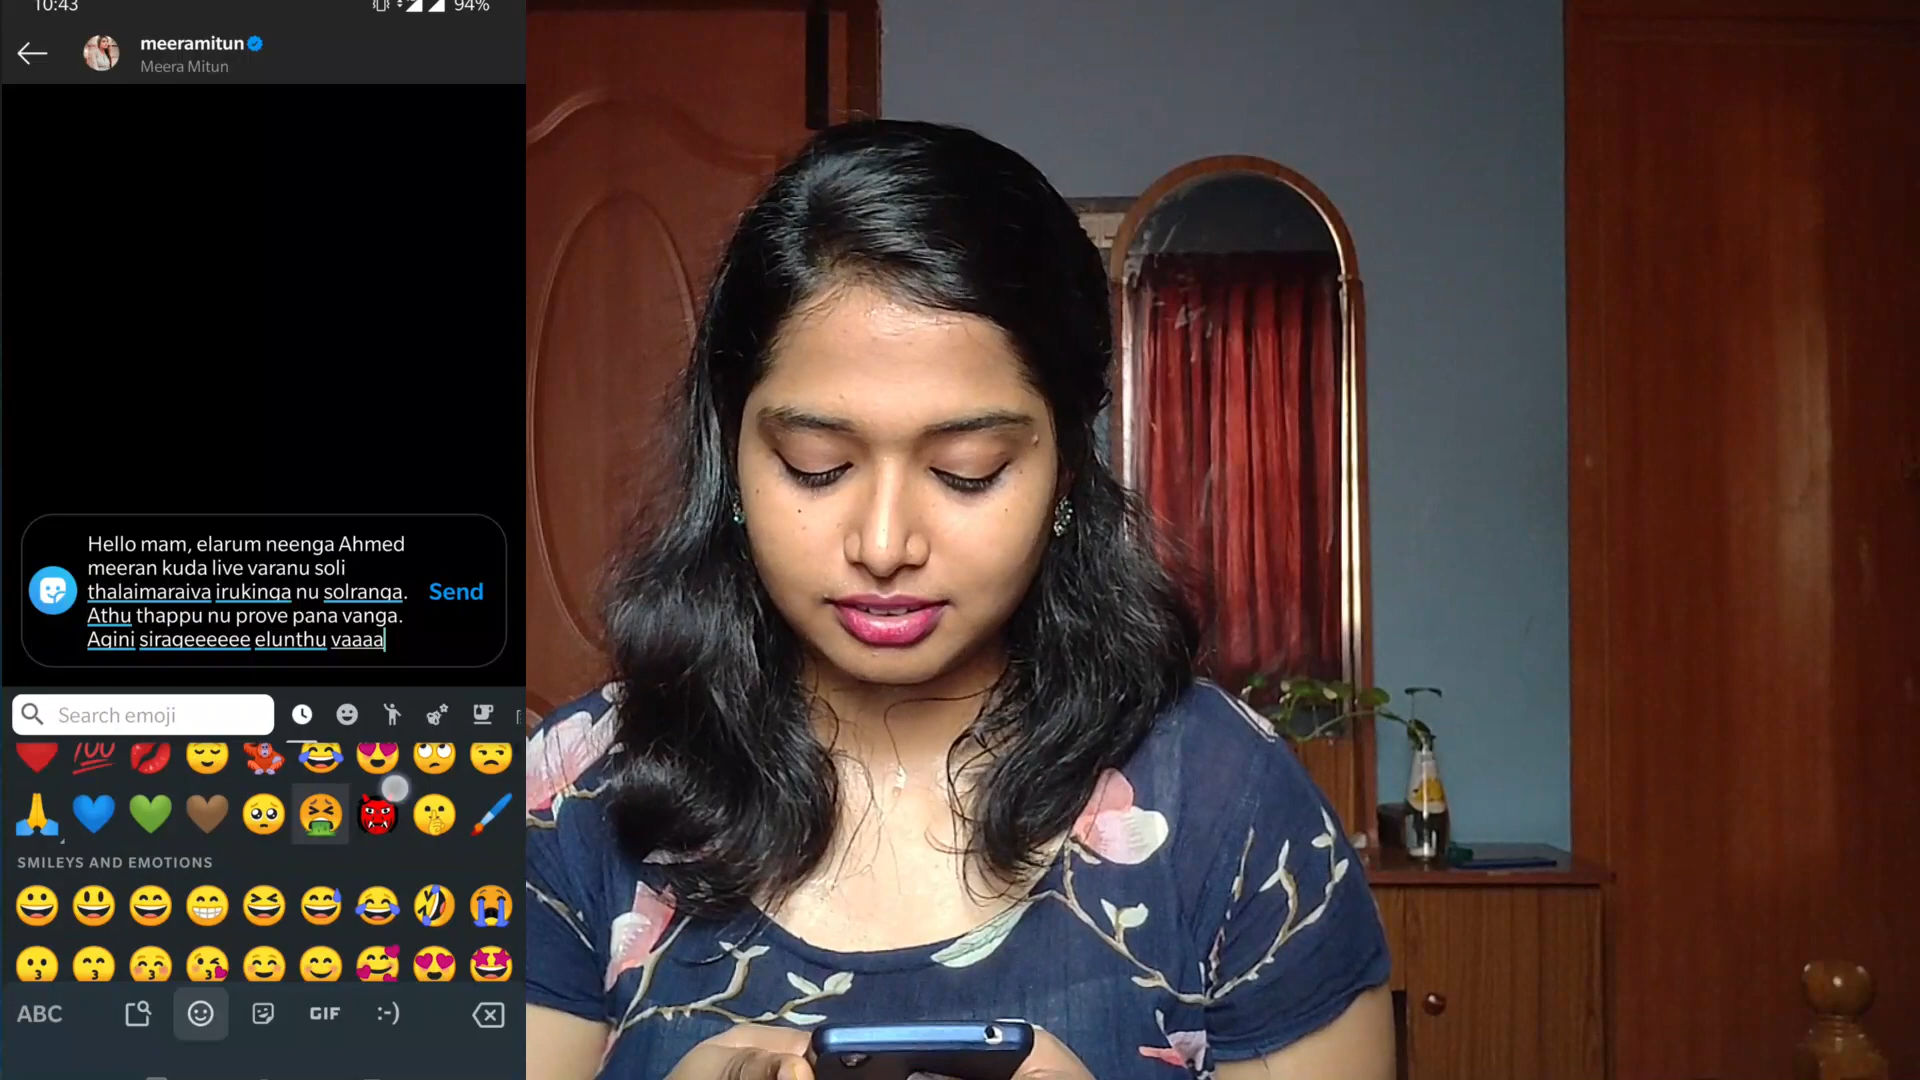 10:43
94%
meeramitun
Meera Mitun
Hello mam, elarum neenga Ahmed
meeran kuda live varanu soli
thalaimaraiva irukinga nu solranga.
Athu thappu nu prove pana vanga.
Agini sirageeeeee elunthu vaaaa
Send
Search emoji
100
SMILEYS AND EMOTIONS
ABC
GIF
:-)